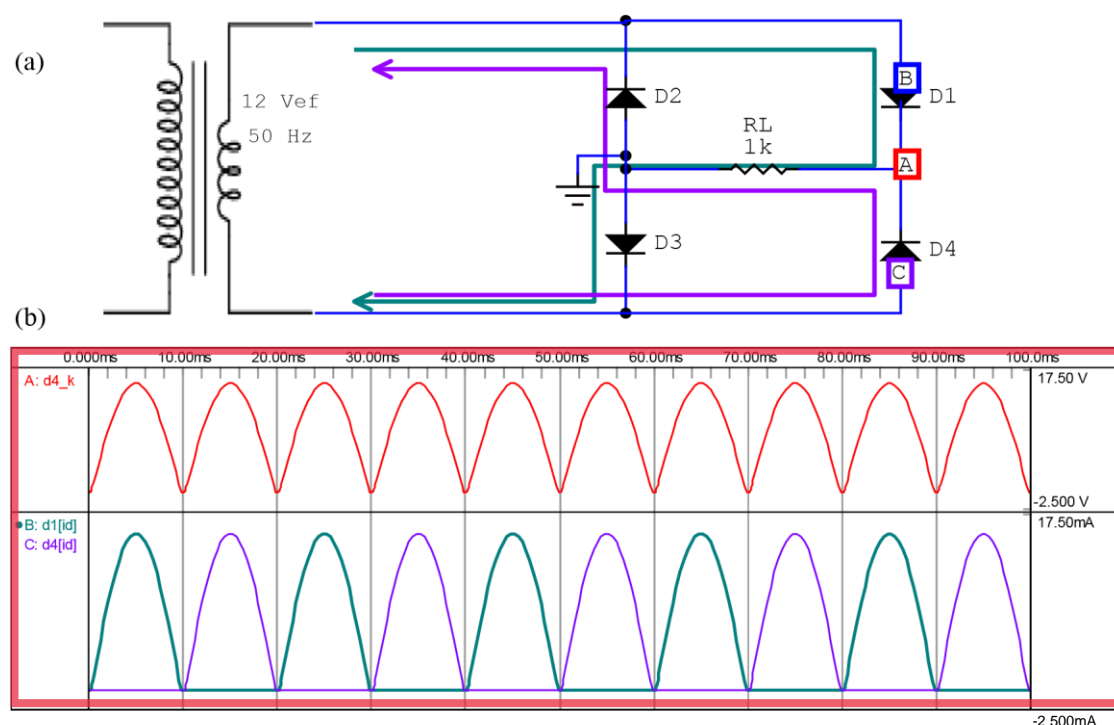 (a)
12 Vef
50 Hz
D2
B
D1
RL
1k
A
D3
D4
C
(b)
0.000ms 10.00ms 20.00ms 30.00ms 40.00ms 50.00ms 60.00ms 70.00ms 80.00ms 90.00ms 100.0ms
A: d4_k
17.50 V
-2.500 V
B: d1[id]
17.50mA
C: d4[id]
-2.500mA